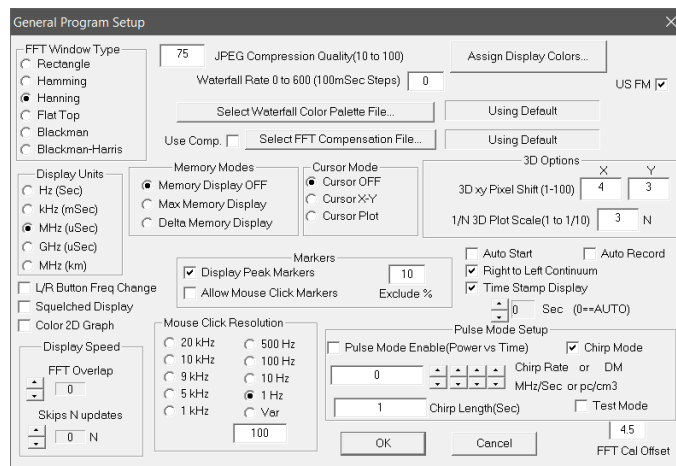 General Program Setup
FFT Window Type
Rectangle
Hamming
Hanning
Flat Top
Blackman
Blackman-Harris
75 JPEG Compression Quality(10 to 100)
Assign Display Colors...
Waterfall Rate 0 to 600 (100mSec Steps) 0
US FM
Select Waterfall Color Palette File...
Using Default
Use Comp.
Select FFT Compensation File...
Using Default
Display Units
Hz (Sec)
kHz (mSec)
MHz (uSec)
GHz (uSec)
MHz (km)
Memory Modes
Memory Display OFF
Max Memory Display
Delta Memory Display
Cursor Mode
Cursor OFF
Cursor X-Y
Cursor Plot
3D Options
X Y
3D xy Pixel Shift (1-100) 4 3
1/N 3D Plot Scale(1 to 1/10) 3 N
L/R Button Freq Change
Squelched Display
Color 2D Graph
Markers
Display Peak Markers
10
Allow Mouse Click Markers
Exclude %
Auto Start
Auto Record
Right to Left Continuum
Time Stamp Display
0 Sec (0==AUTO)
Display Speed
FFT Overlap
0
Skips N updates
0 N
Mouse Click Resolution
20 kHz 500 Hz
10 kHz 100 Hz
9 kHz 10 Hz
5 kHz 1 Hz
1 kHz Var
100
Pulse Mode Setup
Pulse Mode Enable(Power vs Time)
Chirp Mode
0
Chirp Rate or DM
MHz/Sec or pc/cm3
1 Chirp Length(Sec)
Test Mode
OK
Cancel
4.5
FFT Cal Offset